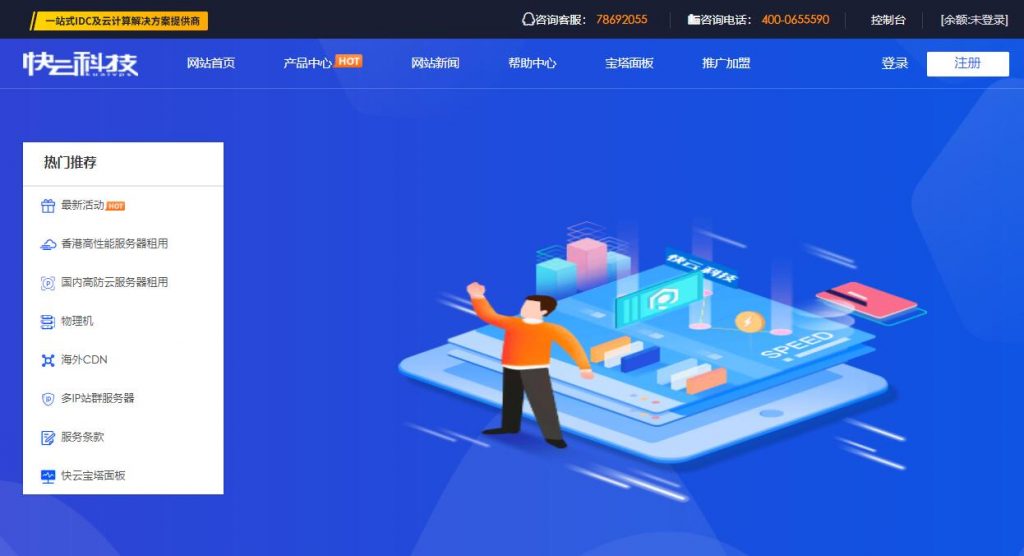 一站式IDC及云计算解决方案提供商
咨询客服： 78692055
咨询电话： 400-0655590
控制台
[余额:未登录]
快云科技
kuaivps
网站首页
产品中心 HOT
网站新闻
帮助中心
宝塔面板
推广加盟
登录
注册
热门推荐
最新活动 HOT
香港高性能服务器租用
国内高防云服务器租用
物理机
海外CDN
多IP站群服务器
服务条款
快云宝塔面板
快云科技
SPEED